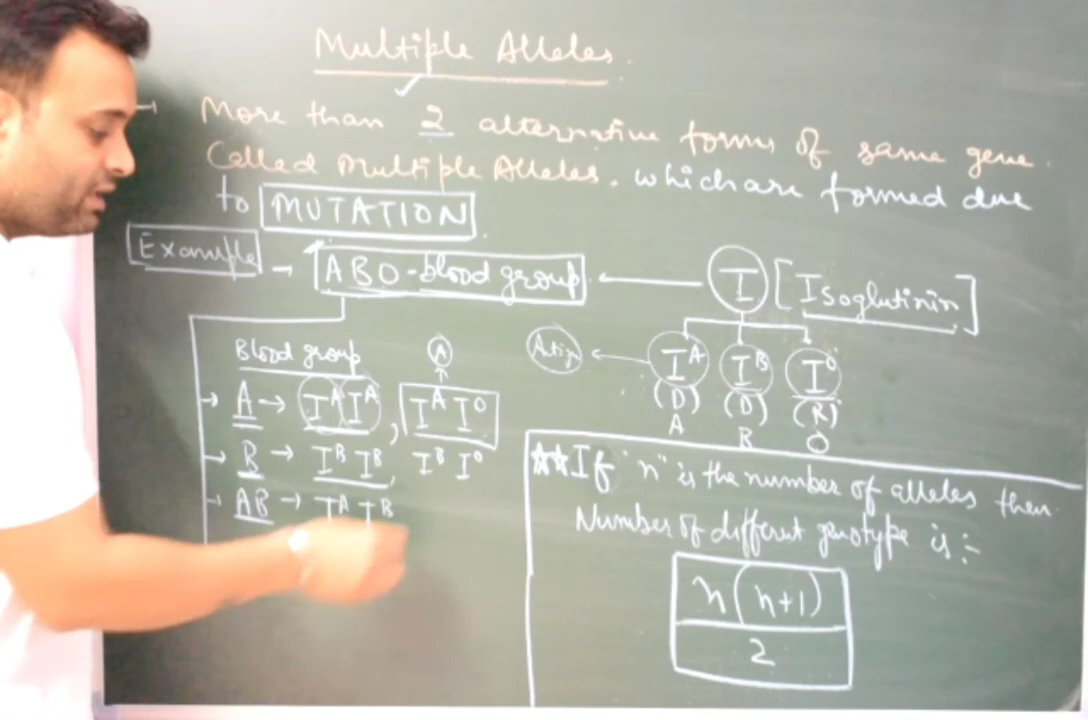 Multiple Alleles.
→ More than 2 alternative forms of same gene.
Called Multiple Alleles. which are formed due
to MUTATION.
Example – ABO-blood group ← I [Isoglutinin]
Blood group
A
A → I^A I^A, I^A I^O
B → I^B I^B, I^B I^O
AB → I^A I^B
← I^A I^B I^O
(D) (D) (R)
A B O
**If "n" is the number of alleles then
Number of different genotype is :-
n(n+1)
2